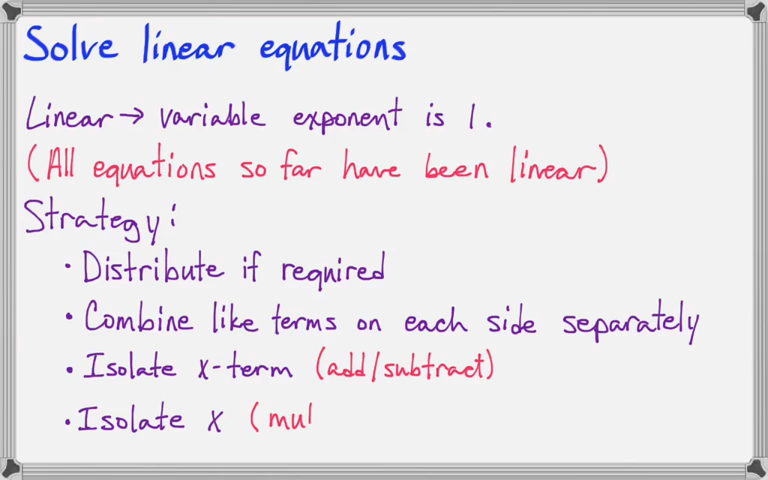 Solve linear equations
Linear → variable exponent is 1.
(All equations so far have been linear)
Strategy:
• Distribute if required
• Combine like terms on each side separately
• Isolate x-term (add/subtract)
• Isolate x (mul